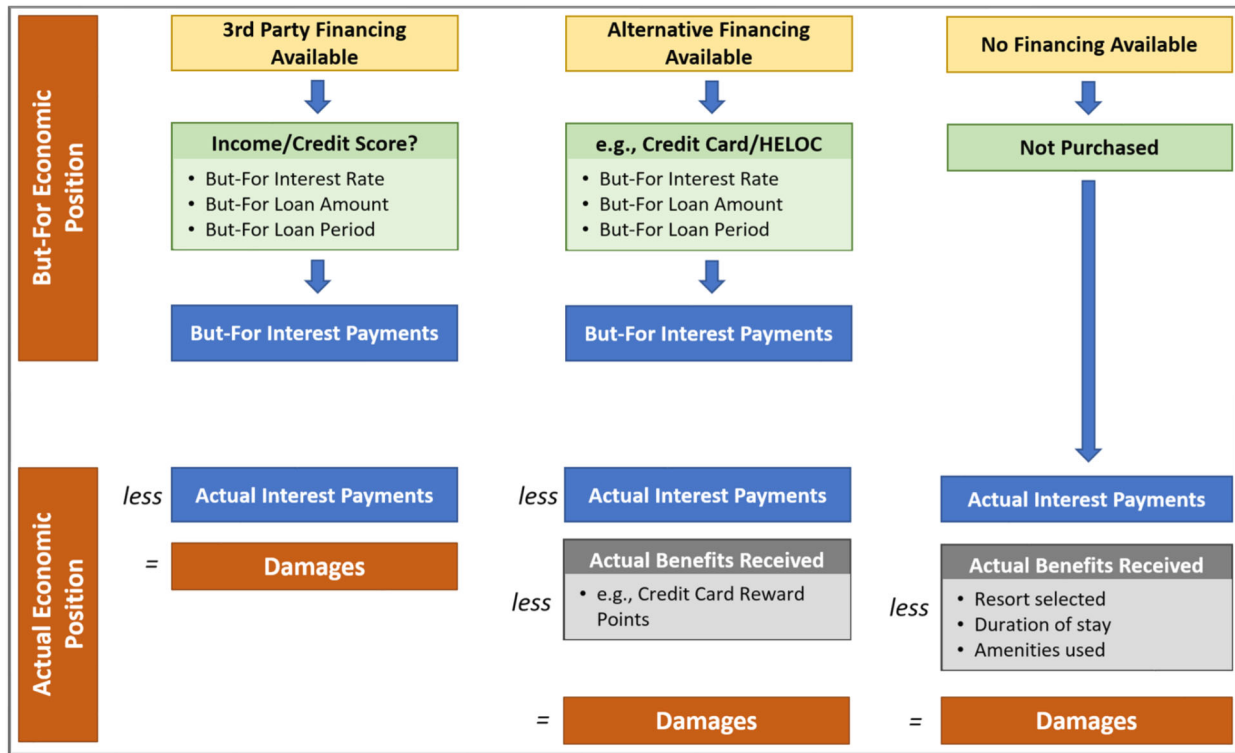 But-For Economic
Position
3rd Party Financing
Available
Income/Credit Score?
• But-For Interest Rate
• But-For Loan Amount
• But-For Loan Period
But-For Interest Payments
Alternative Financing
Available
e.g., Credit Card/HELOC
• But-For Interest Rate
• But-For Loan Amount
• But-For Loan Period
But-For Interest Payments
No Financing Available
Not Purchased
Actual Economic
Position
less
Actual Interest Payments
=
Damages
less
Actual Interest Payments
less
Actual Benefits Received
• e.g., Credit Card Reward
Points
=
Damages
Actual Interest Payments
less
Actual Benefits Received
• Resort selected
• Duration of stay
• Amenities used
=
Damages